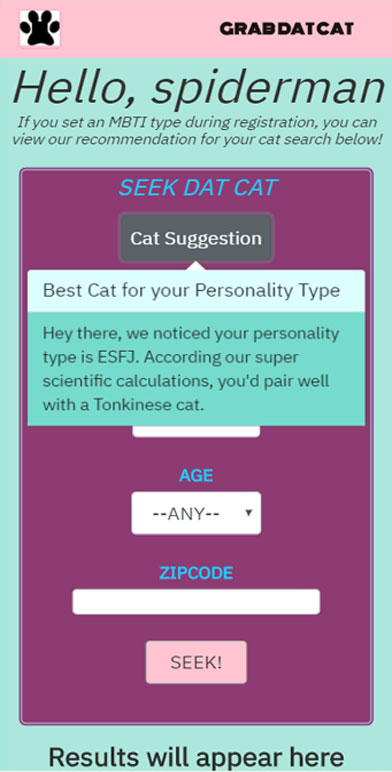 GRABDATCAT
Hello, spiderman
If you set an MBTI type during registration, you can
view our recommendation for your cat search below!
SEEK DAT CAT
Cat Suggestion
Best Cat for your Personality Type
Hey there, we noticed your personality
type is ESFJ. According our super
scientific calculations, you'd pair well
with a Tonkinese cat.
AGE
--ANY--
ZIPCODE
SEEK!
Results will appear here